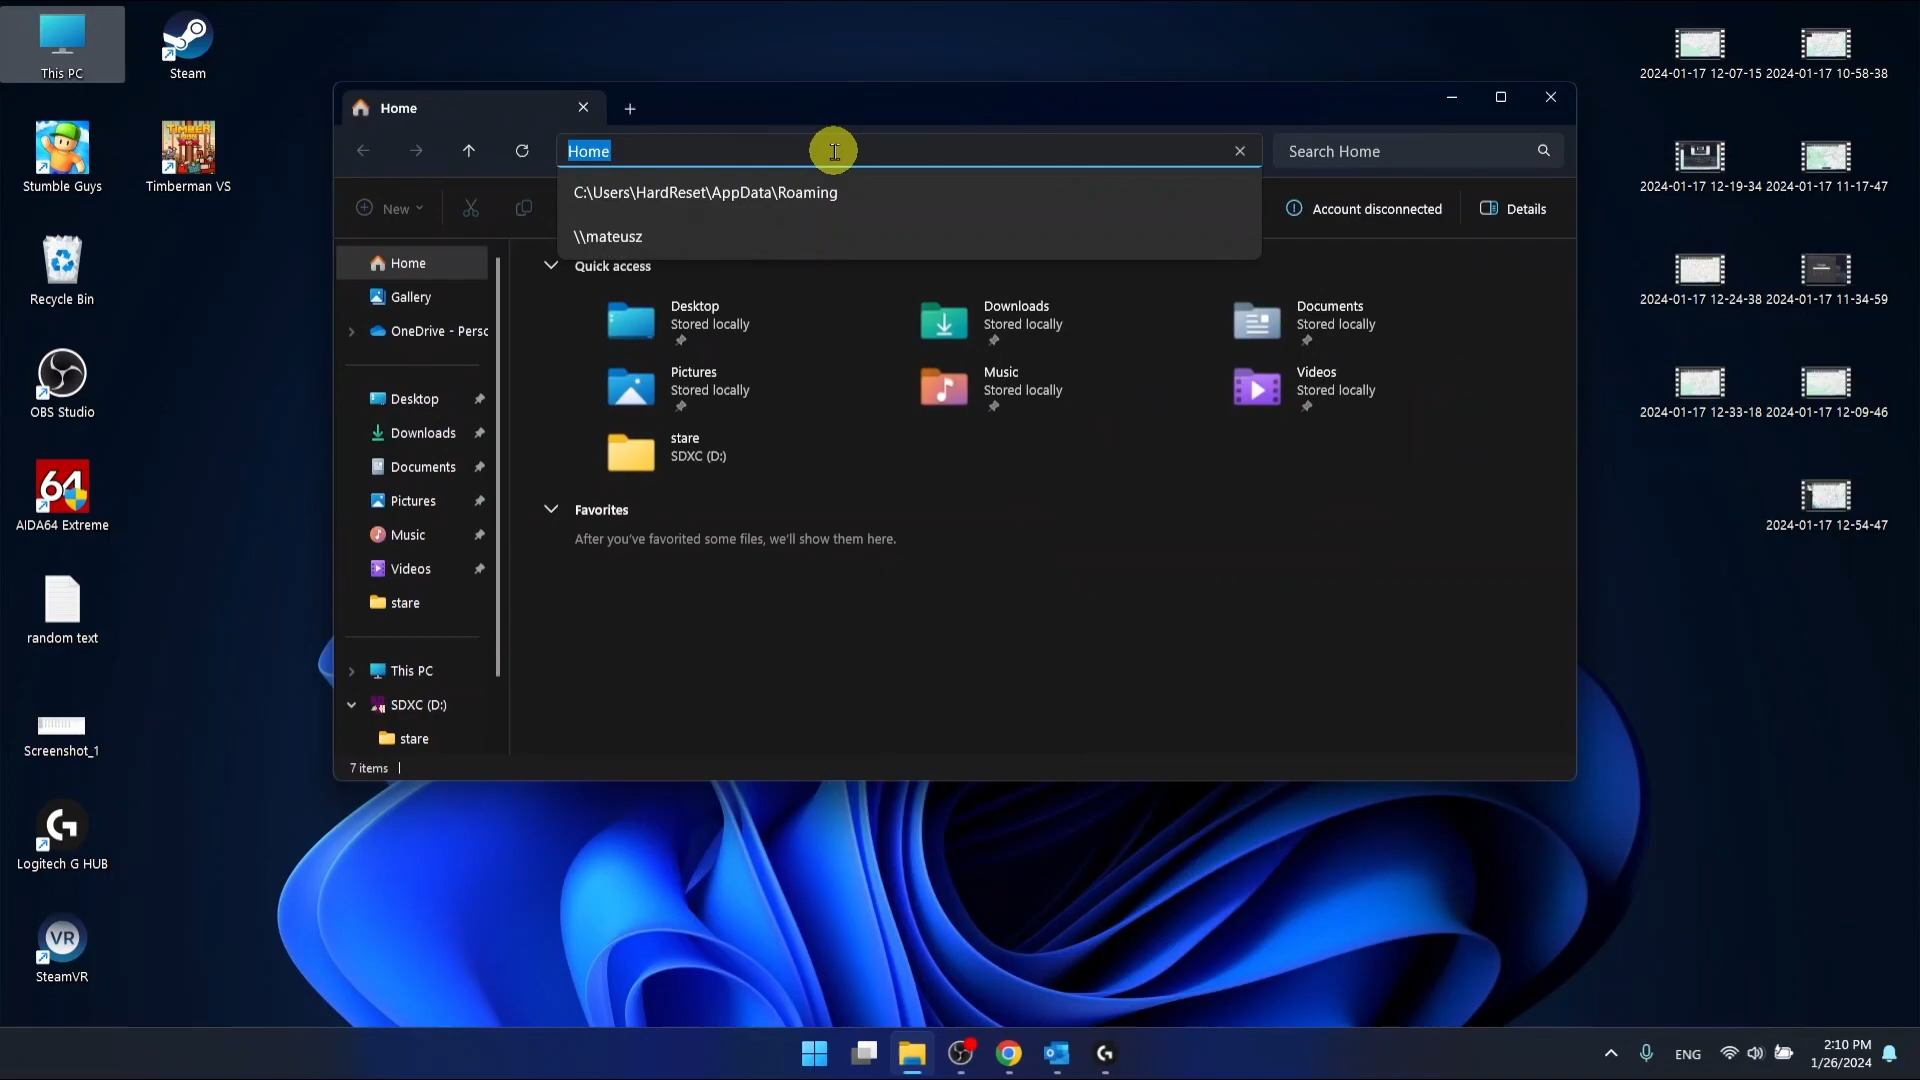 This PC
Steam
Stumble Guys
Timberman VS
Recycle Bin
OBS Studio
64
AIDA64 Extreme
random text
Screenshot_1
Logitech G HUB
VR
SteamVR
Home
Home
Search Home
C:\Users\HardReset\AppData\Roaming
\\mateusz
New
Account disconnected
Details
Home
Gallery
OneDrive - Persc
Desktop
Downloads
Documents
Pictures
Music
Videos
stare
This PC
SDXC (D:)
stare
7 items
Quick access
Desktop
Stored locally
Downloads
Stored locally
Documents
Stored locally
Pictures
Stored locally
Music
Stored locally
Videos
Stored locally
stare
SDXC (D:)
Favorites
After you've favorited some files, we'll show them here.
2024-01-17 12-07-15
2024-01-17 10-58-38
2024-01-17 12-19-34
2024-01-17 11-17-47
2024-01-17 12-24-38
2024-01-17 11-34-59
2024-01-17 12-33-18
2024-01-17 12-09-46
2024-01-17 12-54-47
ENG
2:10 PM
1/26/2024